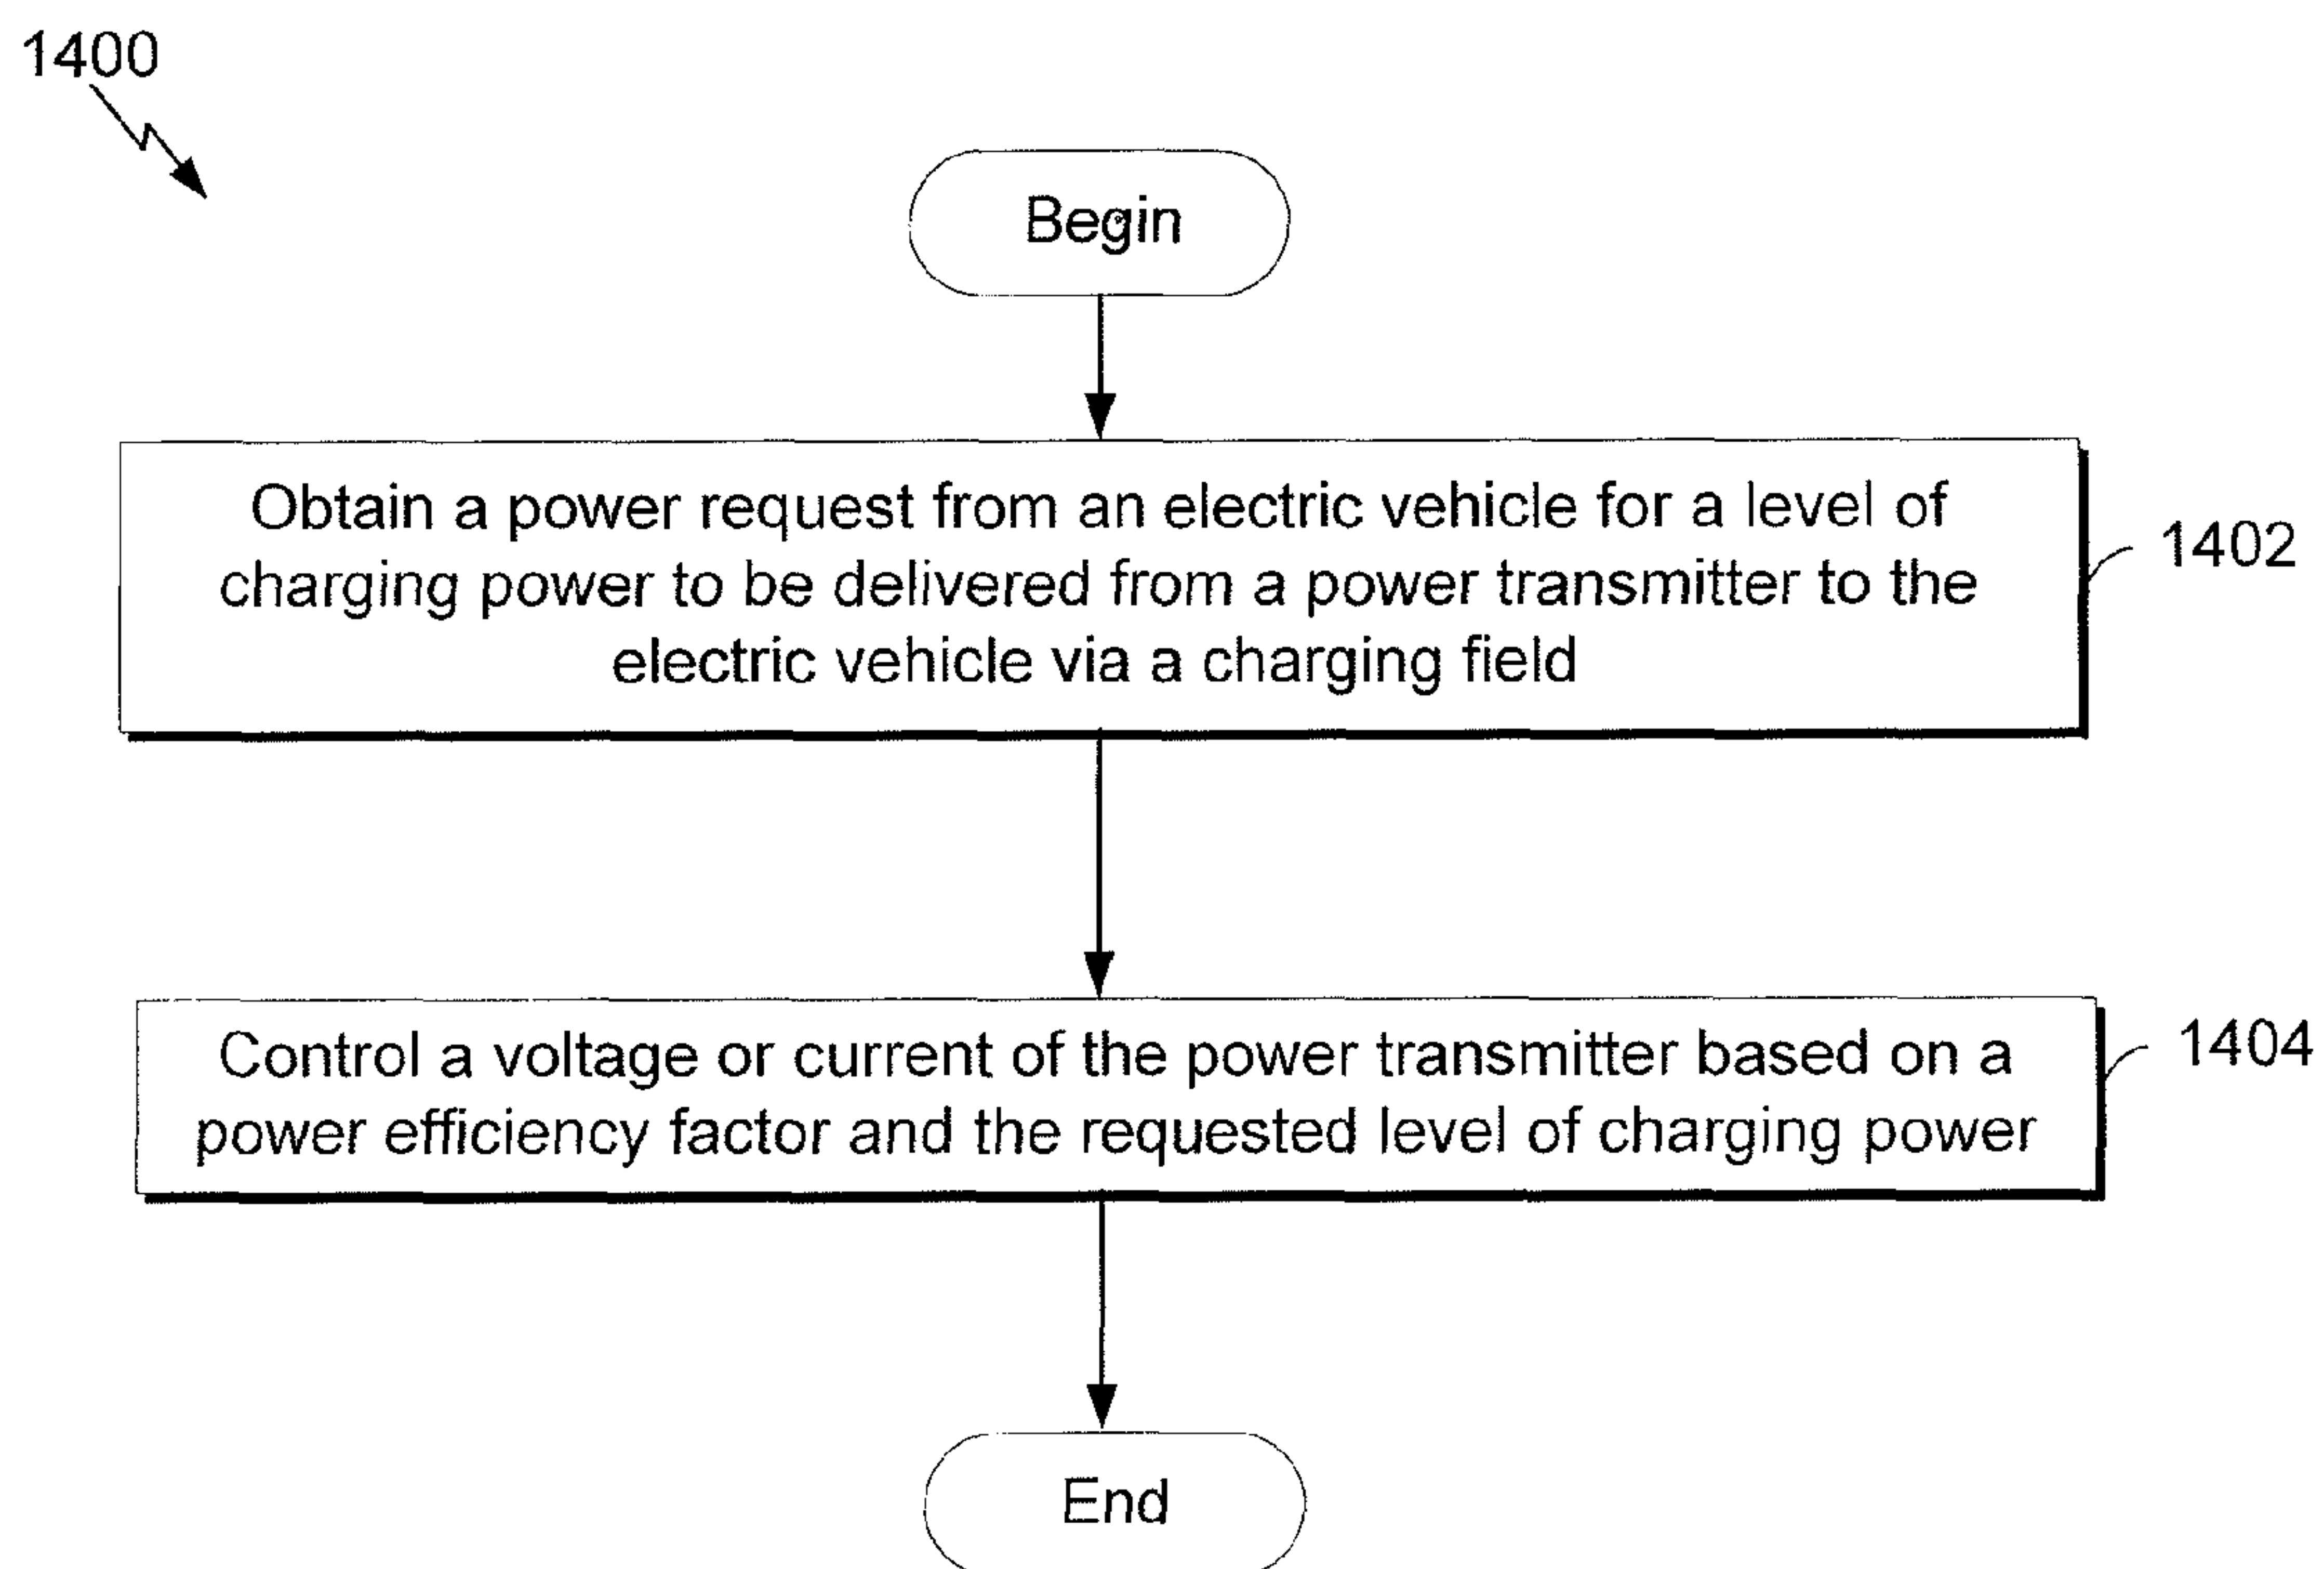 1400
Begin
Obtain a power request from an electric vehicle for a level of
charging power to be delivered from a power transmitter to the
electric vehicle via a charging field
1402
Control a voltage or current of the power transmitter based on a
power efficiency factor and the requested level of charging power
1404
End